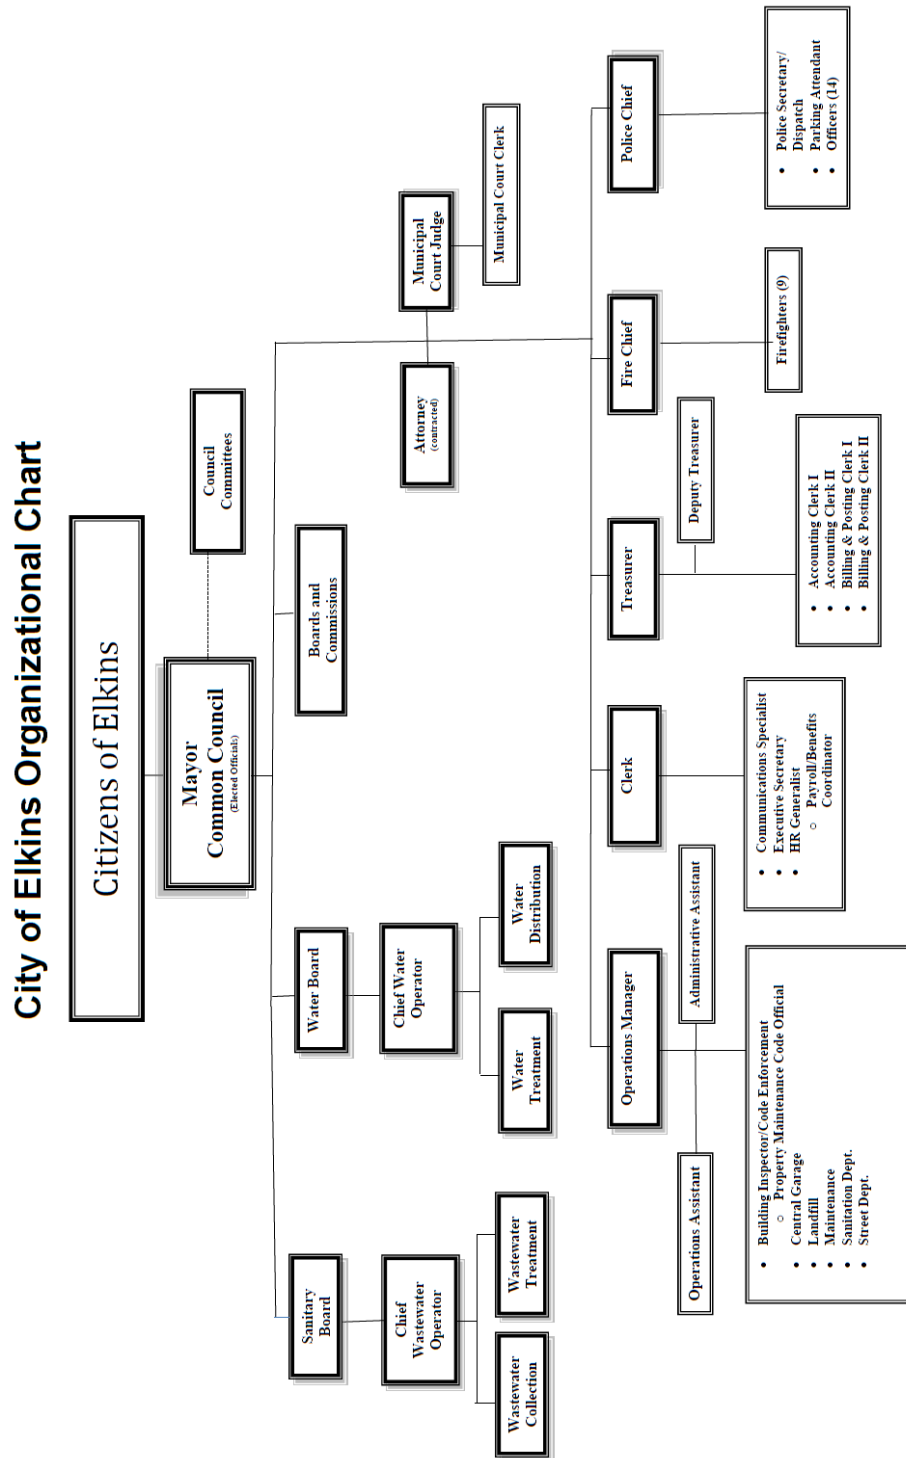 City of Elkins Organizational Chart
Citizens of Elkins
Mayor
Common Council
(Elected Officials)
Council
Committees
Sanitary
Board
Water Board
Boards and
Commissions
Chief
Wastewater
Operator
Chief Water
Operator
Attorney
(contracted)
Municipal
Court Judge
Wastewater
Collection
Wastewater
Treatment
Water
Treatment
Water
Distribution
Municipal Court Clerk
Operations Manager
Clerk
Treasurer
Fire Chief
Police Chief
Operations Assistant
Administrative Assistant
Deputy Treasurer
• Building Inspector/Code Enforcement
○ Property Maintenance Code Official
• Central Garage
• Landfill
• Maintenance
• Sanitation Dept.
• Street Dept.
• Communications Specialist
• Executive Secretary
• HR Generalist
○ Payroll/Benefits
Coordinator
• Accounting Clerk I
• Accounting Clerk II
• Billing & Posting Clerk I
• Billing & Posting Clerk II
Firefighters (9)
• Police Secretary/
Dispatch
• Parking Attendant
• Officers (14)